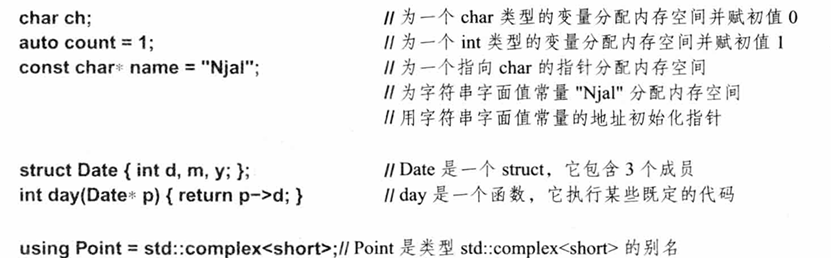 char ch; // 为一个 char 类型的变量分配内存空间并赋初值 0
auto count = 1; // 为一个 int 类型的变量分配内存空间并赋初值 1
const char* name = "Njal"; // 为一个指向 char 的指针分配内存空间
// 为字符串字面值常量 "Njal" 分配内存空间
// 用字符串字面值常量的地址初始化指针
struct Date { int d, m, y; }; // Date 是一个 struct，它包含 3 个成员
int day(Date* p) { return p–>d; } // day 是一个函数，它执行某些既定的代码
using Point = std::complex<short>;// Point 是类型 std::complex<short> 的别名